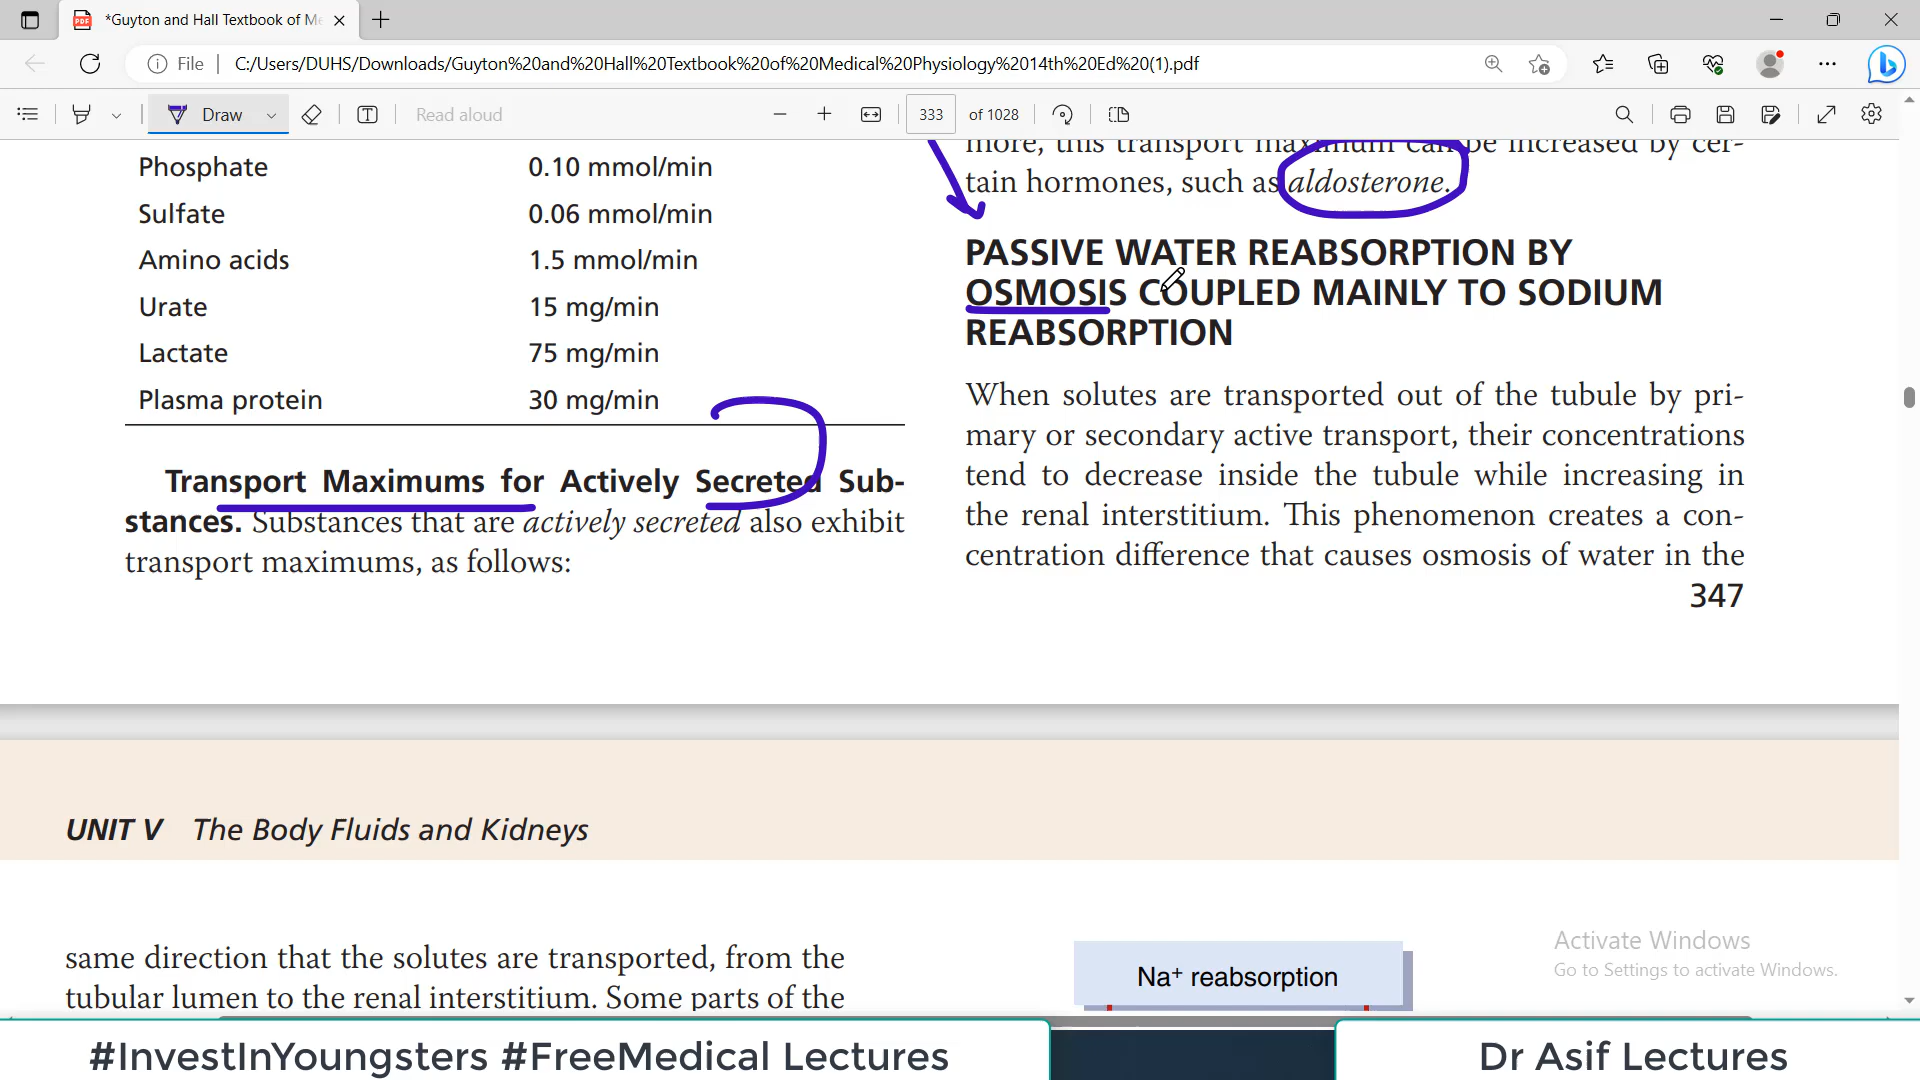 *Guyton and Hall Textbook of Me
File
C:/Users/DUHS/Downloads/Guyton%20and%20Hall%20Textbook%20of%20Medical%20Physiology%2014th%20Ed%20(1).pdf
Draw
Read aloud
333 of 1028
Phosphate 0.10 mmol/min
Sulfate 0.06 mmol/min
Amino acids 1.5 mmol/min
Urate 15 mg/min
Lactate 75 mg/min
Plasma protein 30 mg/min
Transport Maximums for Actively Secreted Sub-
stances. Substances that are actively secreted also exhibit
transport maximums, as follows:
more, this transport maximum can be increased by cer-
tain hormones, such as aldosterone.
PASSIVE WATER REABSORPTION BY
OSMOSIS COUPLED MAINLY TO SODIUM
REABSORPTION
When solutes are transported out of the tubule by pri-
mary or secondary active transport, their concentrations
tend to decrease inside the tubule while increasing in
the renal interstitium. This phenomenon creates a con-
centration difference that causes osmosis of water in the
347
UNIT V The Body Fluids and Kidneys
same direction that the solutes are transported, from the
tubular lumen to the renal interstitium. Some parts of the
Na⁺ reabsorption
Activate Windows
Go to Settings to activate Windows.
#InvestInYoungsters #FreeMedical Lectures
Dr Asif Lectures